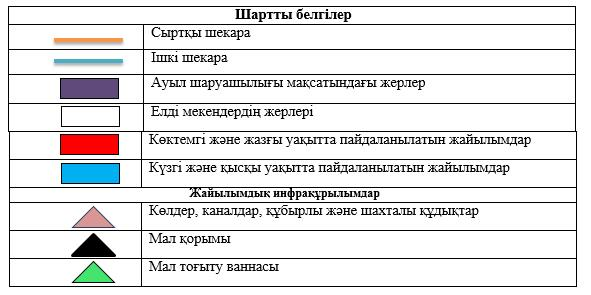 Шартты белгілер
Сыртқы шекара
Ішкі шекара
Ауыл шаруашылығы мақсатындағы жерлер
Елді мекендердің жерлері
Көктемгі және жазғы уақытта пайдаланылатын жайылымдар
Күзгі және қысқы уақытта пайдаланылатын жайылымдар
Жайылымдық инфрақұрылымдар
Көлдер, каналдар, құбырлы және шахталы құдықтар
Мал қорымы
Мал тоғыту ваннасы